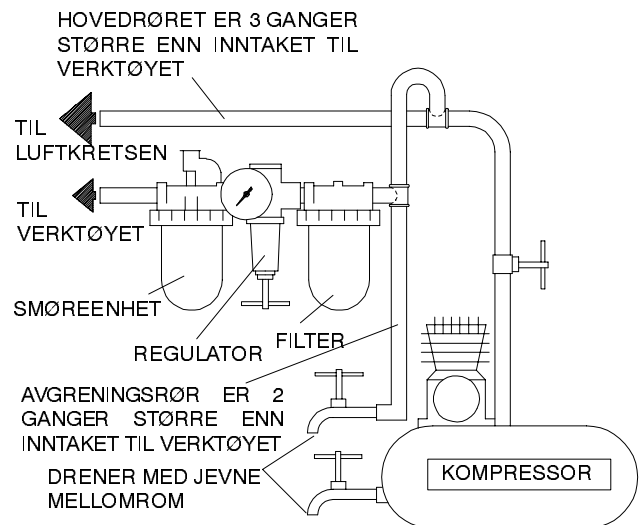 HOVEDRØRET ER 3 GANGER
STØRRE ENN INNTAKET TIL
VERKTØYET
TIL
LUFTKRETSEN
TIL
VERKTØYET
SMØREENHET
REGULATOR
FILTER
AVGRENINGSRØR ER 2
GANGER STØRRE ENN
INNTAKET TIL VERKTØYET
DRENER MED JEVNE
MELLOMROM
KOMPRESSOR